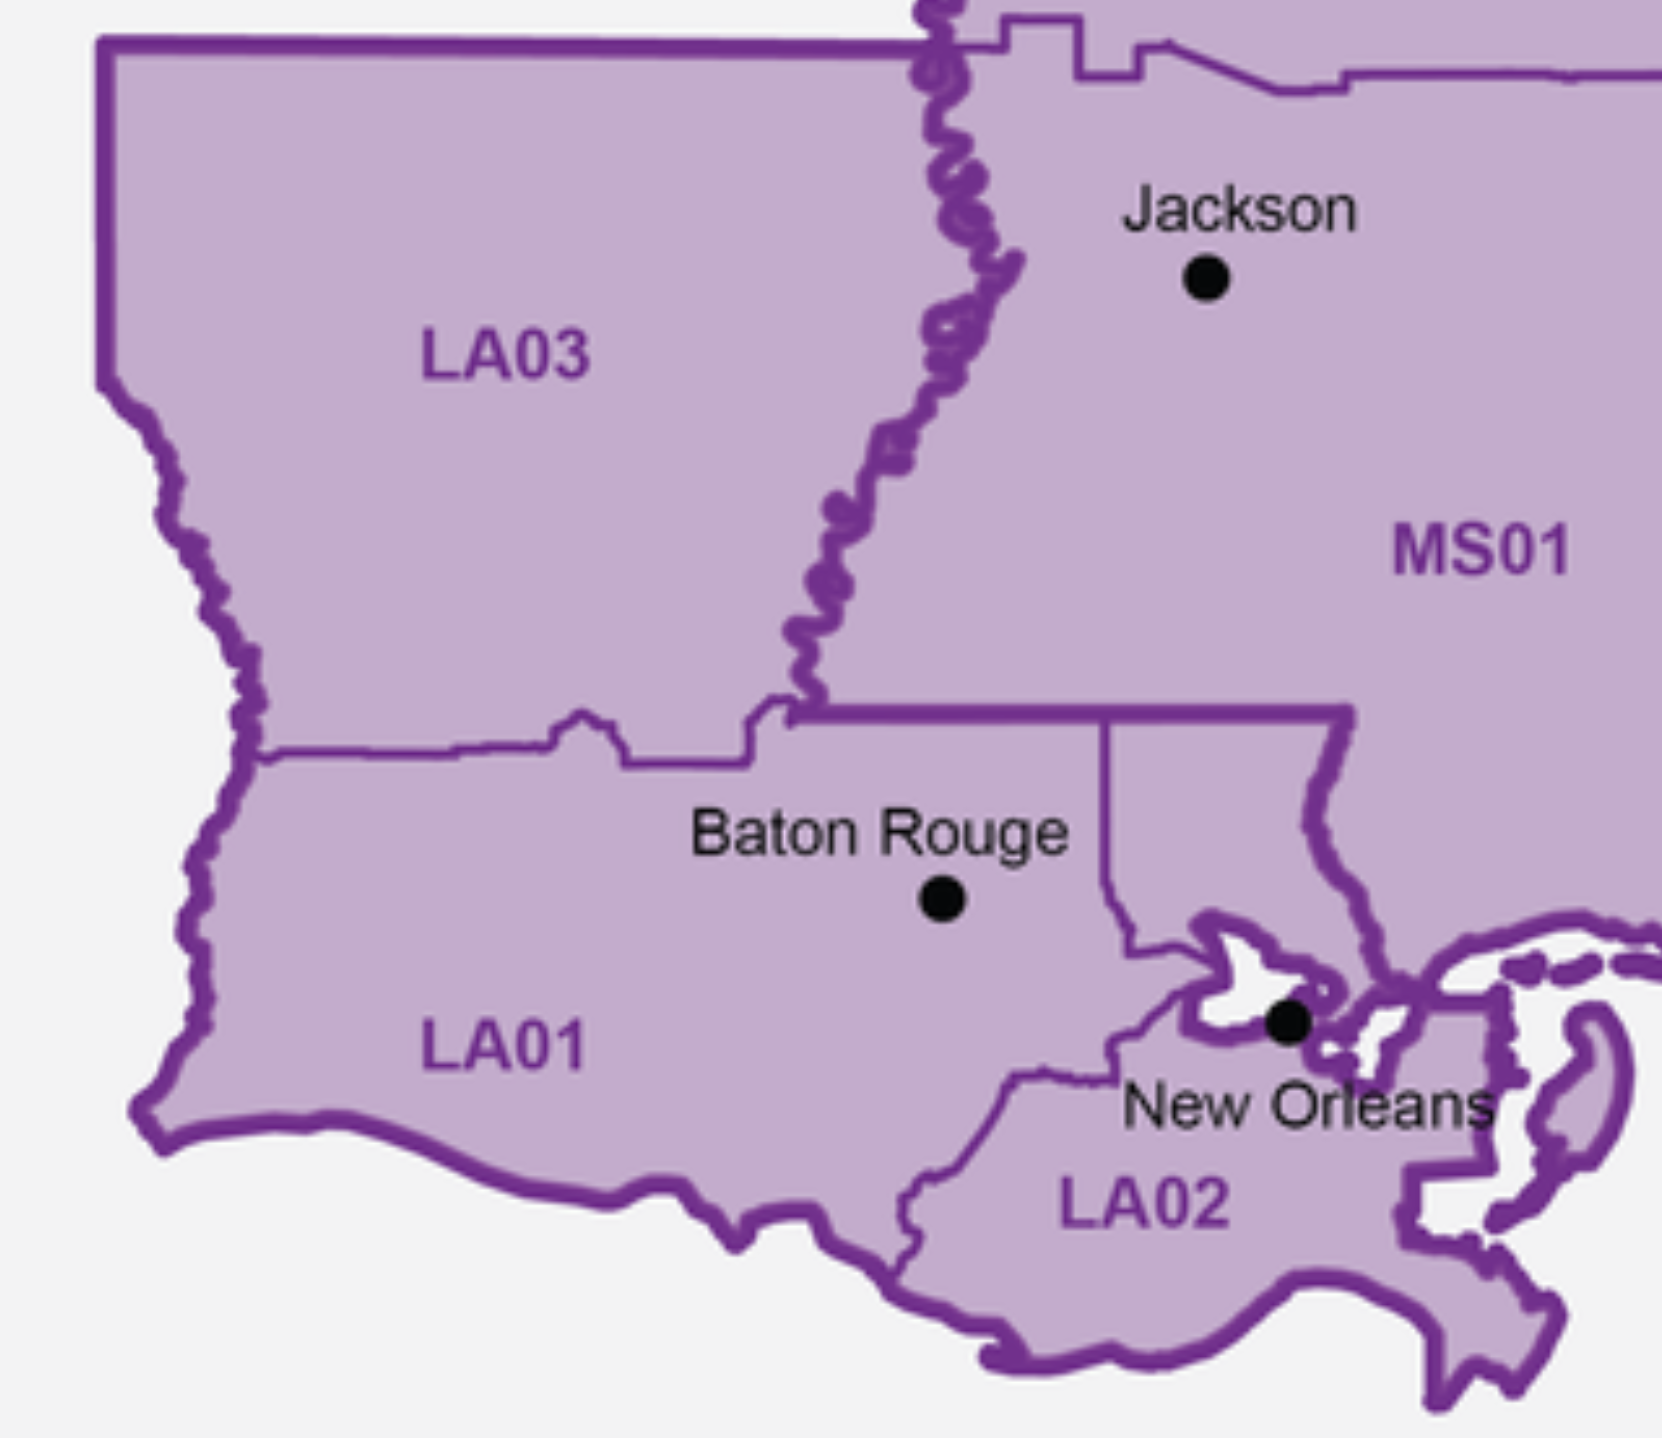 Jackson
LA03
MS01
Baton Rouge
LA01
New Orleans
LA02